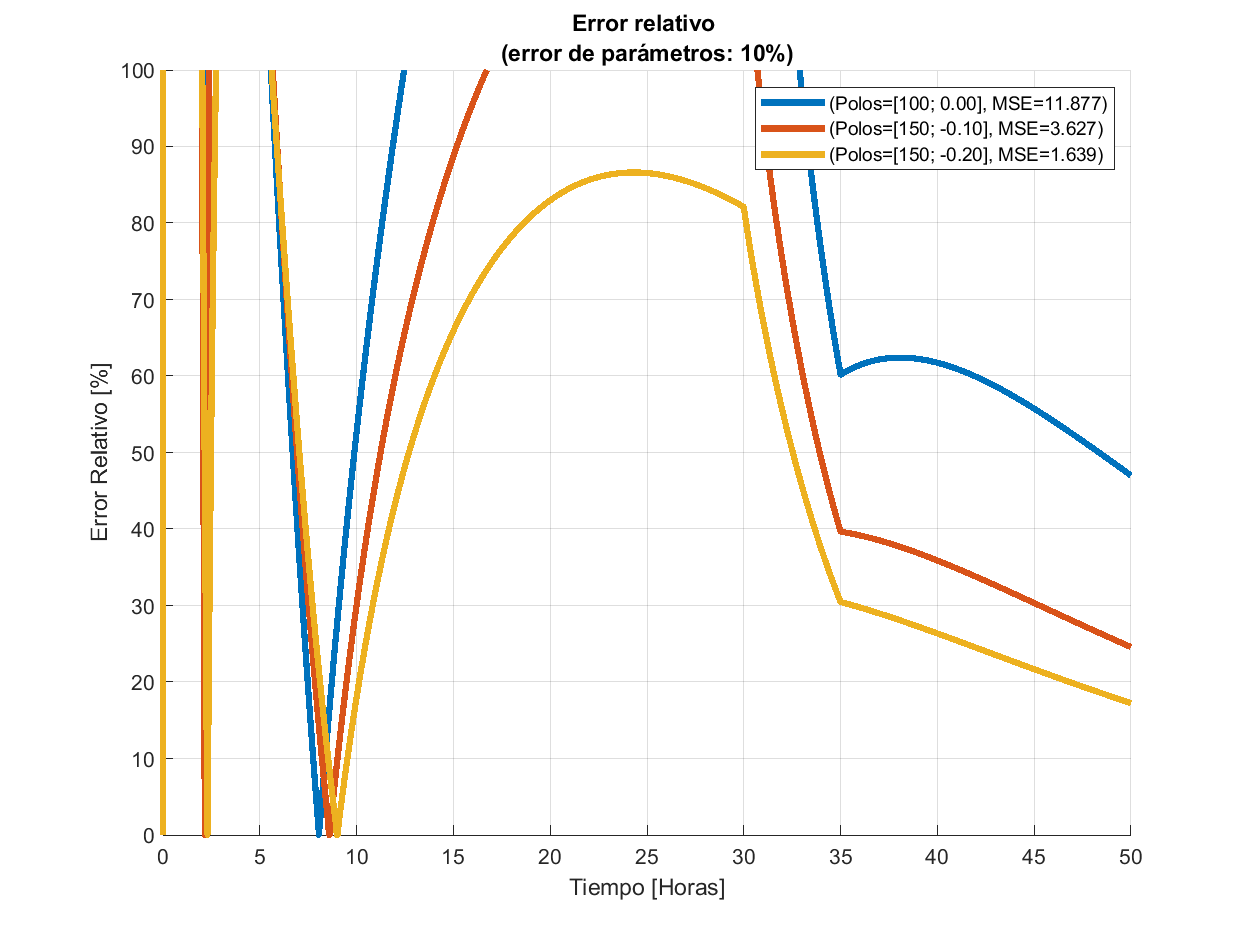 Error relativo
(error de parámetros: 10%)
(Polos=[100; 0.00], MSE=11.877)
(Polos=[150; -0.10], MSE=3.627)
(Polos=[150; -0.20], MSE=1.639)
Error Relativo [%]
100
90
80
70
60
50
40
30
20
10
0
0 5 10 15 20 25 30 35 40 45 50
Tiempo [Horas]